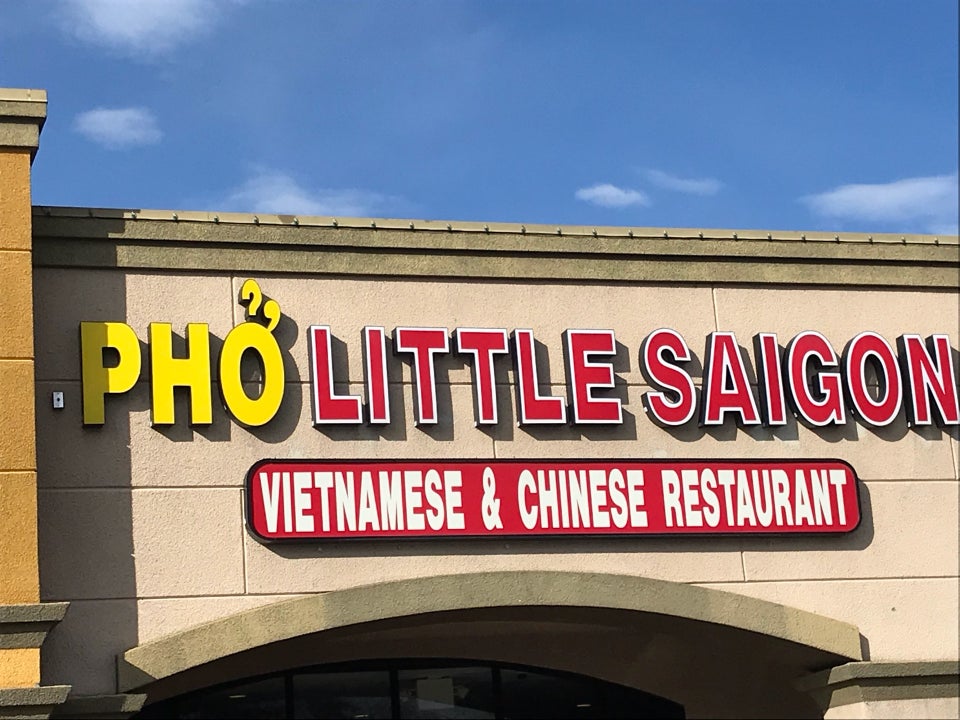 PHỞ LITTLE SAIGON
VIETNAMESE & CHINESE RESTAURANT